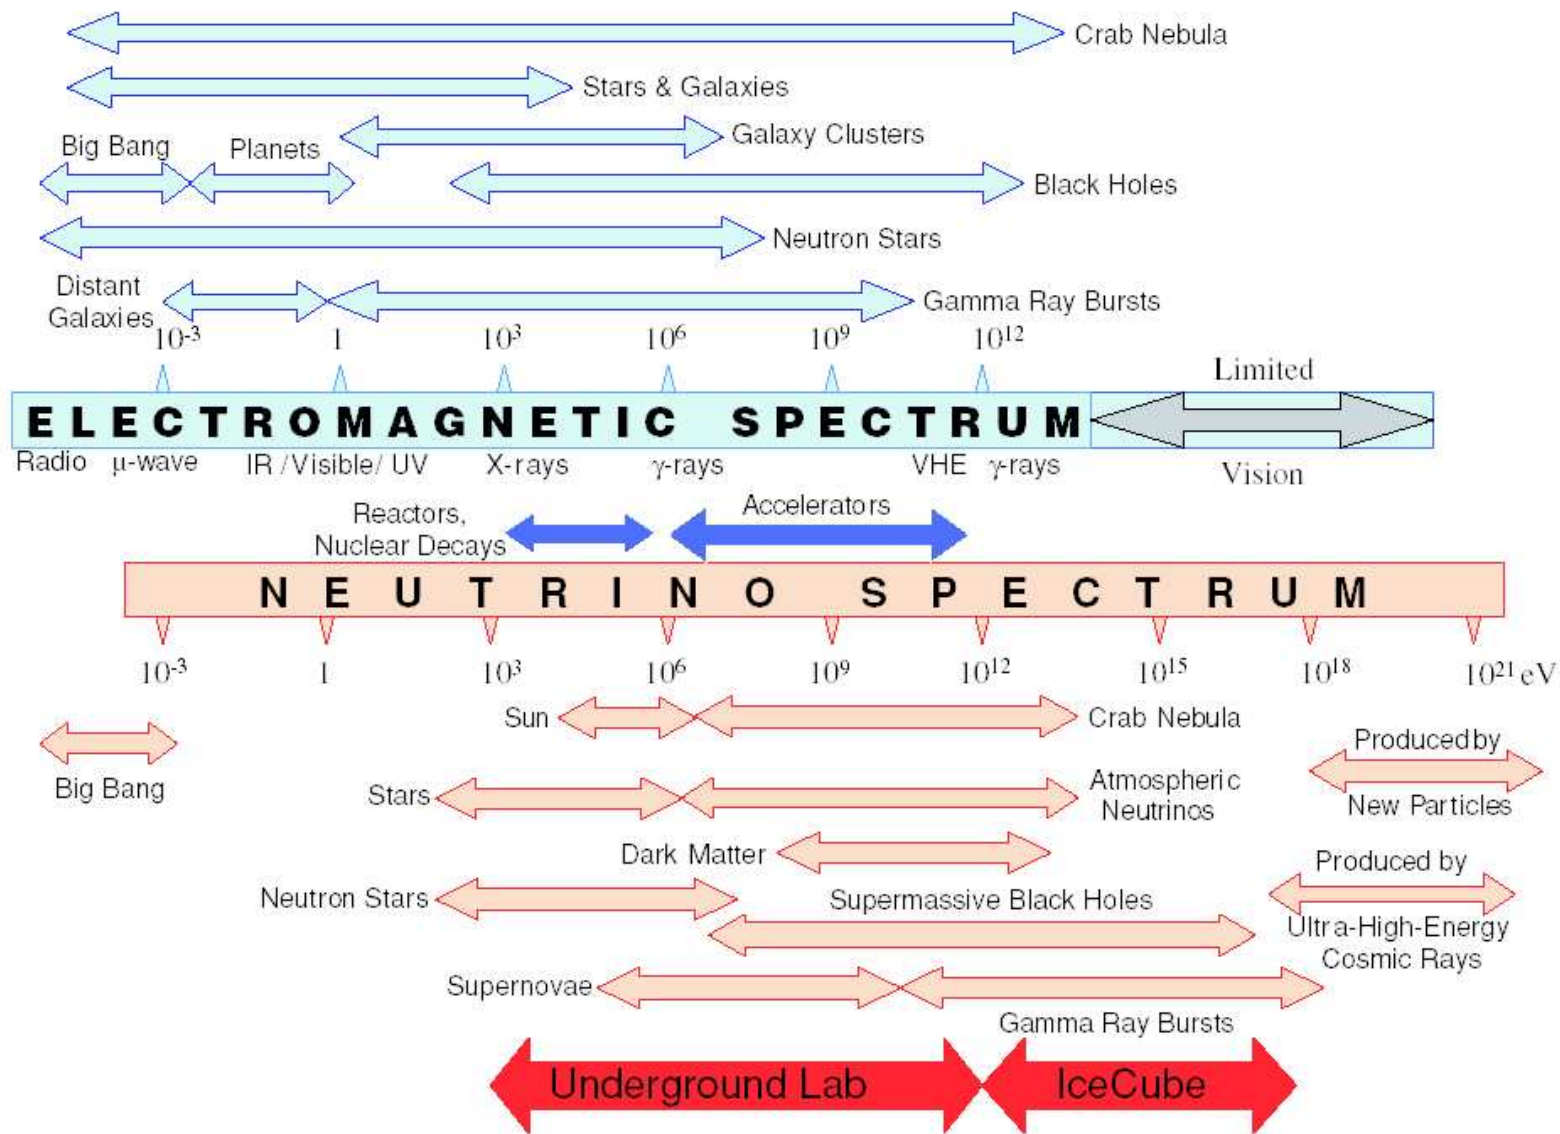 Crab Nebula
Stars & Galaxies
Galaxy Clusters
Big Bang
Planets
Black Holes
Neutron Stars
Distant
Galaxies
Gamma Ray Bursts
10-3 1 10³ 10⁶ 10⁹ 10¹²
Limited
ELECTROMAGNETIC SPECTRUM
Radio μ-wave IR /Visible/ UV X-rays γ-rays VHE γ-rays
Vision
Reactors,
Nuclear Decays
Accelerators
NEUTRINO SPECTRUM
10-3 1 10³ 10⁶ 10⁹ 10¹² 10¹⁵ 10¹⁸ 10²¹ eV
Sun
Crab Nebula
Big Bang
Produced by
New Particles
Stars
Atmospheric
Neutrinos
Dark Matter
Neutron Stars
Supermassive Black Holes
Produced by
Ultra-High-Energy
Cosmic Rays
Supernovae
Gamma Ray Bursts
Underground Lab
IceCube